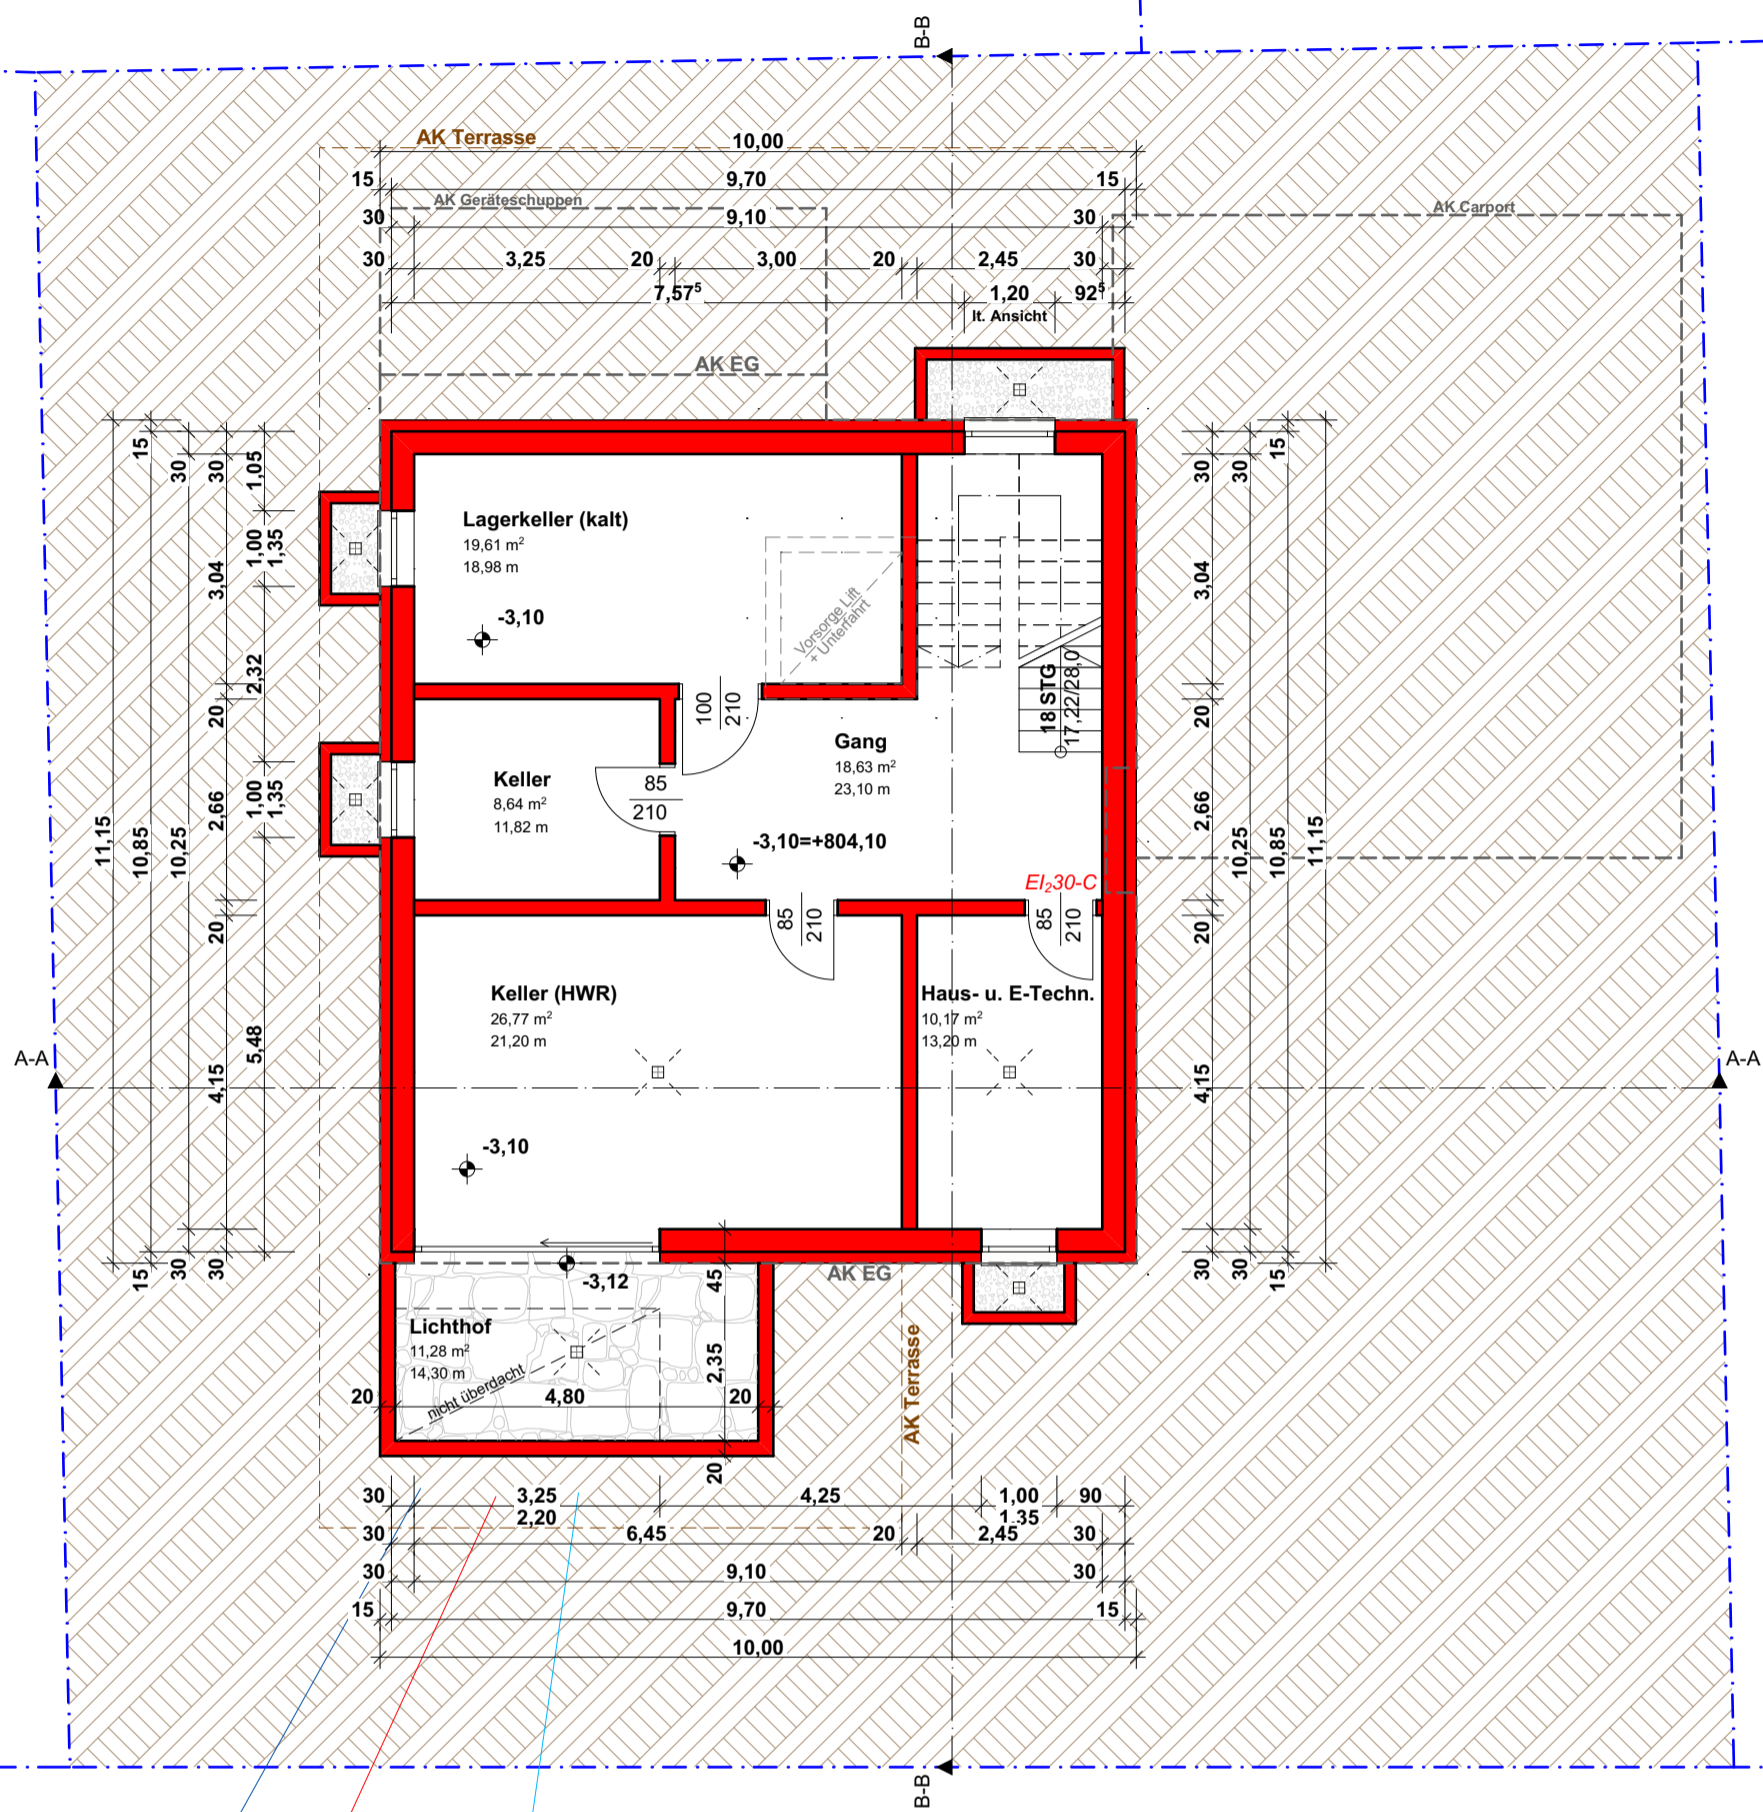 B-B
AK Terrasse
10,00
15
9,70
15
AK Geräteschuppen
AK Carport
30
9,10
30
30
3,25
20
3,00
20
2,45
30
7,57⁵
1,20
92⁵
lt. Ansicht
AK EG
15
30
30
1,05
1,00
1,35
3,04
2,32
20
1,00
1,35
2,66
11,15
10,85
10,25
20
5,48
4,15
15
30
30
30
30
15
3,04
20
2,66
10,25
10,85
11,15
20
4,15
30
30
15
Lagerkeller (kalt)
19,61 m²
18,98 m
-3,10
Vorsorge Lift
+ Unterfahrt
100
210
18 STG
17,22/28,0
Gang
18,63 m²
23,10 m
Keller
8,64 m²
11,82 m
85
210
-3,10=+804,10
EI₂30-C
85
210
85
210
Keller (HWR)
26,77 m²
21,20 m
Haus- u. E-Techn.
10,17 m²
13,20 m
A-A
A-A
-3,10
-3,12
45
AK EG
Lichthof
11,28 m²
14,30 m
nicht überdacht
2,35
20
4,80
20
20
AK Terrasse
30
3,25
2,20
4,25
1,00
1,35
90
30
6,45
20
2,45
30
30
9,10
30
15
9,70
15
10,00
B-B